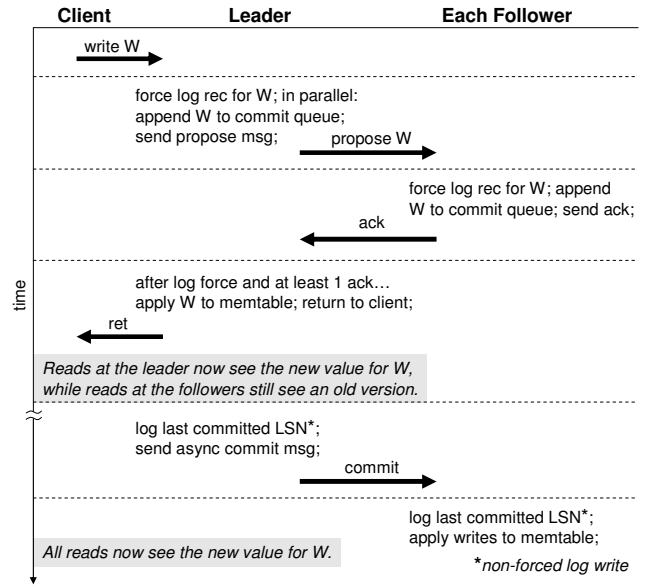 Client Leader Each Follower
write W
force log rec for W; in parallel:
append W to commit queue;
send propose msg;
propose W
force log rec for W; append
W to commit queue; send ack;
ack
time
after log force and at least 1 ack…
apply W to memtable; return to client;
ret
Reads at the leader now see the new value for W,
while reads at the followers still see an old version.
log last committed LSN*;
send async commit msg;
commit
log last committed LSN*;
apply writes to memtable;
All reads now see the new value for W.
*non-forced log write